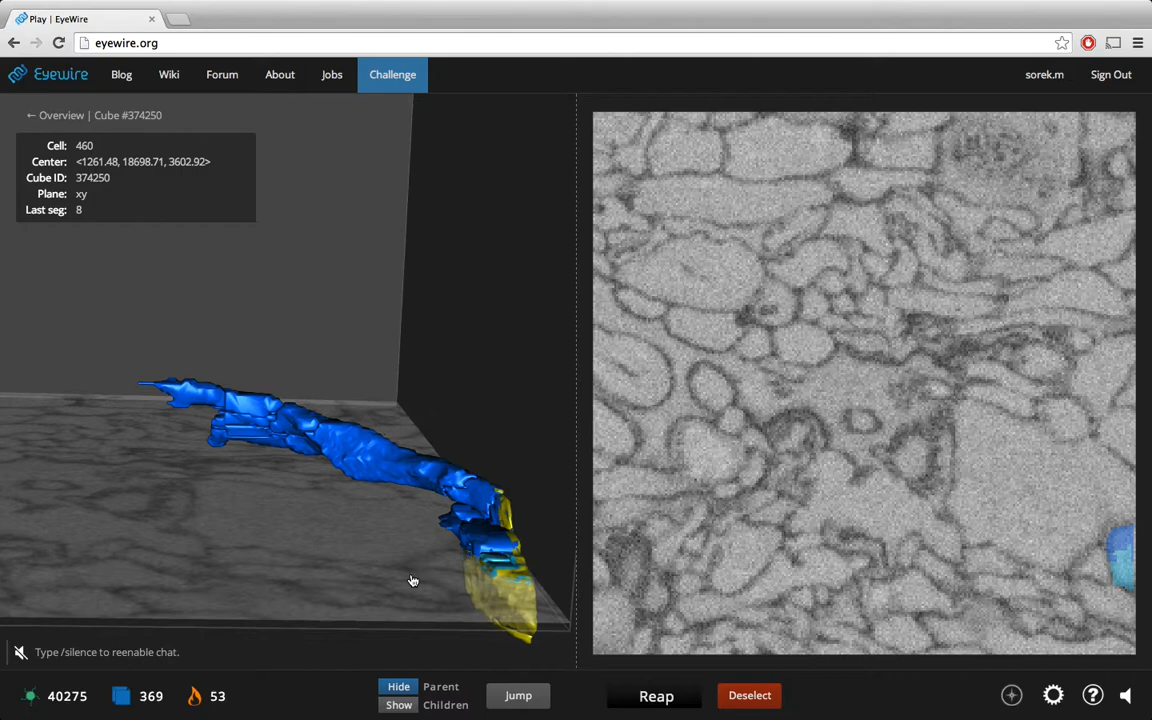 Play | EyeWire
eyewire.org
Eyewire Blog Wiki Forum About Jobs Challenge sorek.m Sign Out
← Overview | Cube #374250
Cell: 460
Center: <1261.48, 18698.71, 3602.92>
Cube ID: 374250
Plane: xy
Last seg: 8
Type /silence to reenable chat.
40275 369 53
Hide Parent
Show Children
Jump
Reap
Deselect